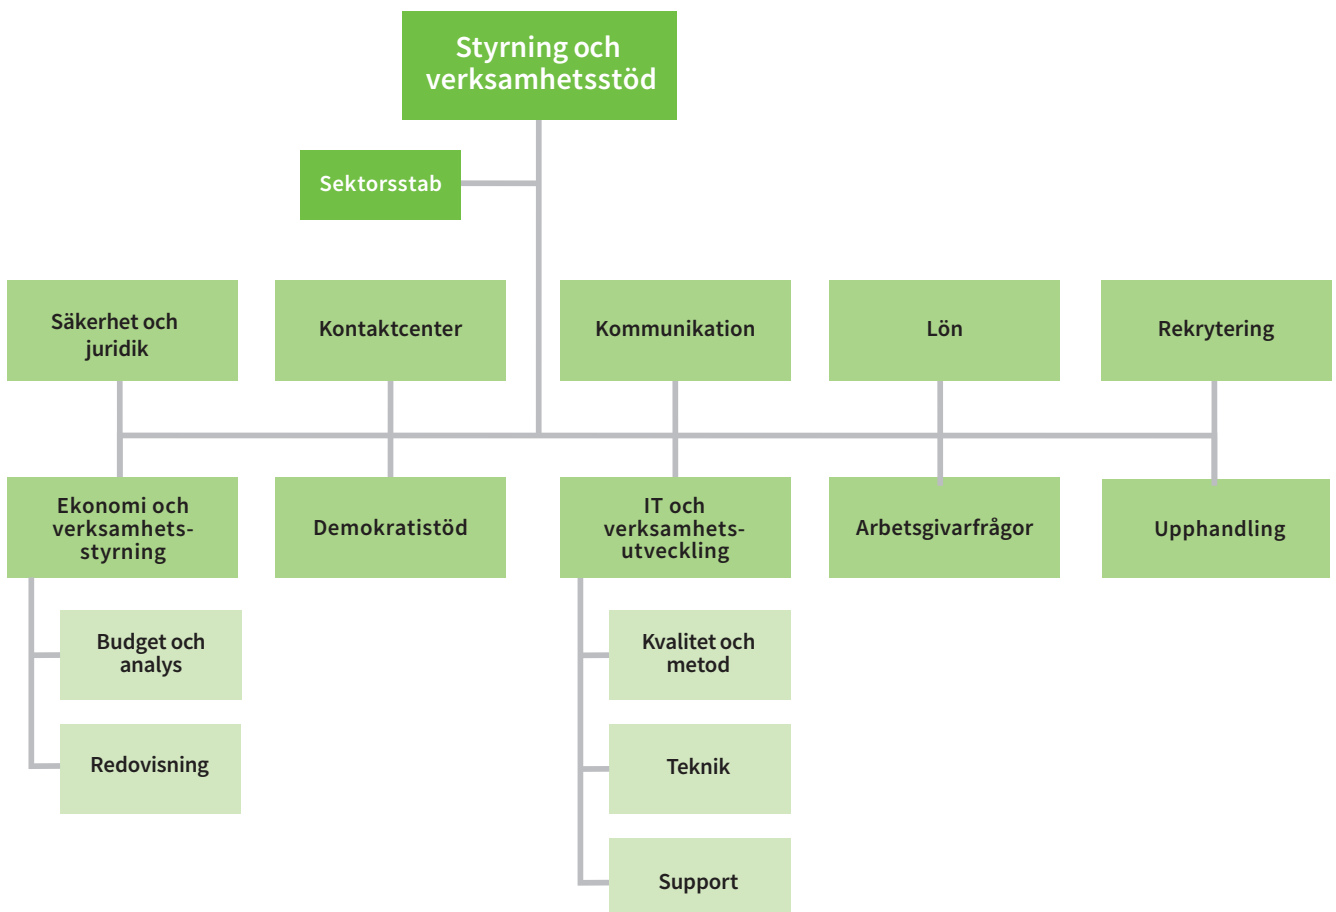 Styrning och
verksamhetsstöd
Sektorsstab
Säkerhet och
juridik
Kontaktcenter
Kommunikation
Lön
Rekrytering
Ekonomi och
verksamhets-
styrning
Demokratistöd
IT och
verksamhets-
utveckling
Arbetsgivarfrågor
Upphandling
Budget och
analys
Redovisning
Kvalitet och
metod
Teknik
Support